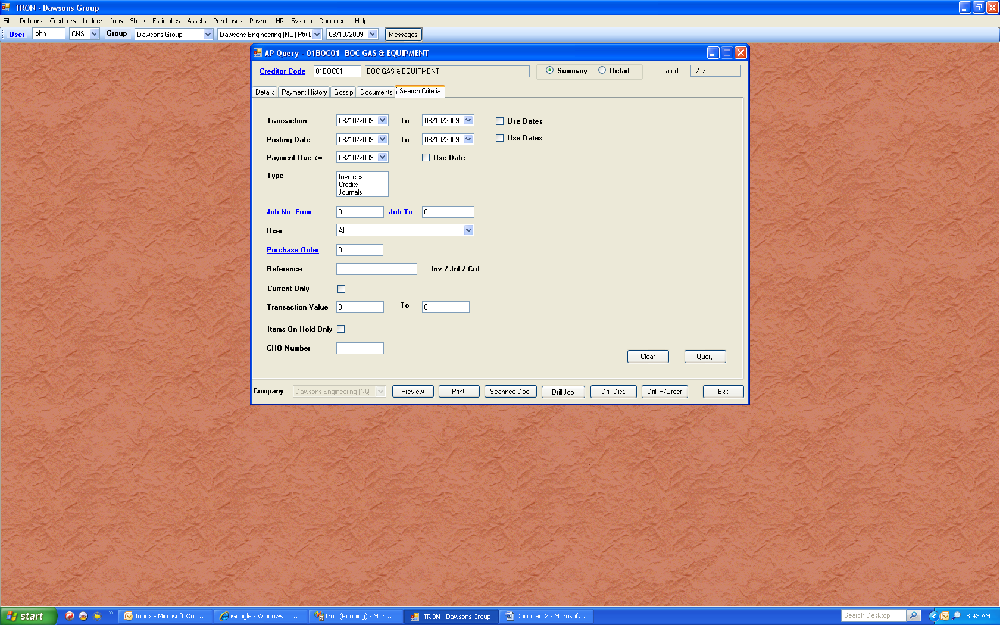 TRON - Dawsons Group
File Debtors Creditors Ledger Jobs Stock Estimates Assets Purchases Payroll HR System Document Help
User john CNS Group Dawsons Group Dawsons Engineering (NQ) Pty L 08/10/2009 Messages
AP Query - 01BOC01 BOC GAS & EQUIPMENT
Creditor Code 01BOC01 BOC GAS & EQUIPMENT Summary Detail Created / /
Details Payment History Gossip Documents Search Criteria
Transaction 08/10/2009 To 08/10/2009 Use Dates
Posting Date 08/10/2009 To 08/10/2009 Use Dates
Payment Due <= 08/10/2009 Use Date
Type Invoices
Credits
Journals
Job No. From 0 Job To 0
User All
Purchase Order 0
Reference Inv / Jnl / Crd
Current Only
Transaction Value 0 To 0
Items On Hold Only
CHQ Number
Clear Query
Company Dawsons Engineering (NQ) Preview Print Scanned Doc. Drill Job Drill Dist. Drill P/Order Exit
start Inbox - Microsoft Out... iGoogle - Windows In... tron (Running) - Micr... TRON - Dawsons Group Document2 - Microsof... Search Desktop 8:43 AM